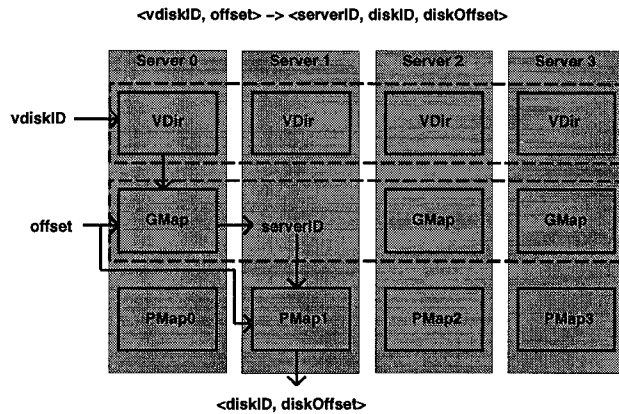 <vdiskID, offset> –> <serverID, diskID, diskOffset>
Server 0 Server 1 Server 2 Server 3
vdiskID VDir VDir VDir VDir
offset GMap serverID GMap GMap
PMap0 PMap1 PMap2 PMap3
<diskID, diskOffset>